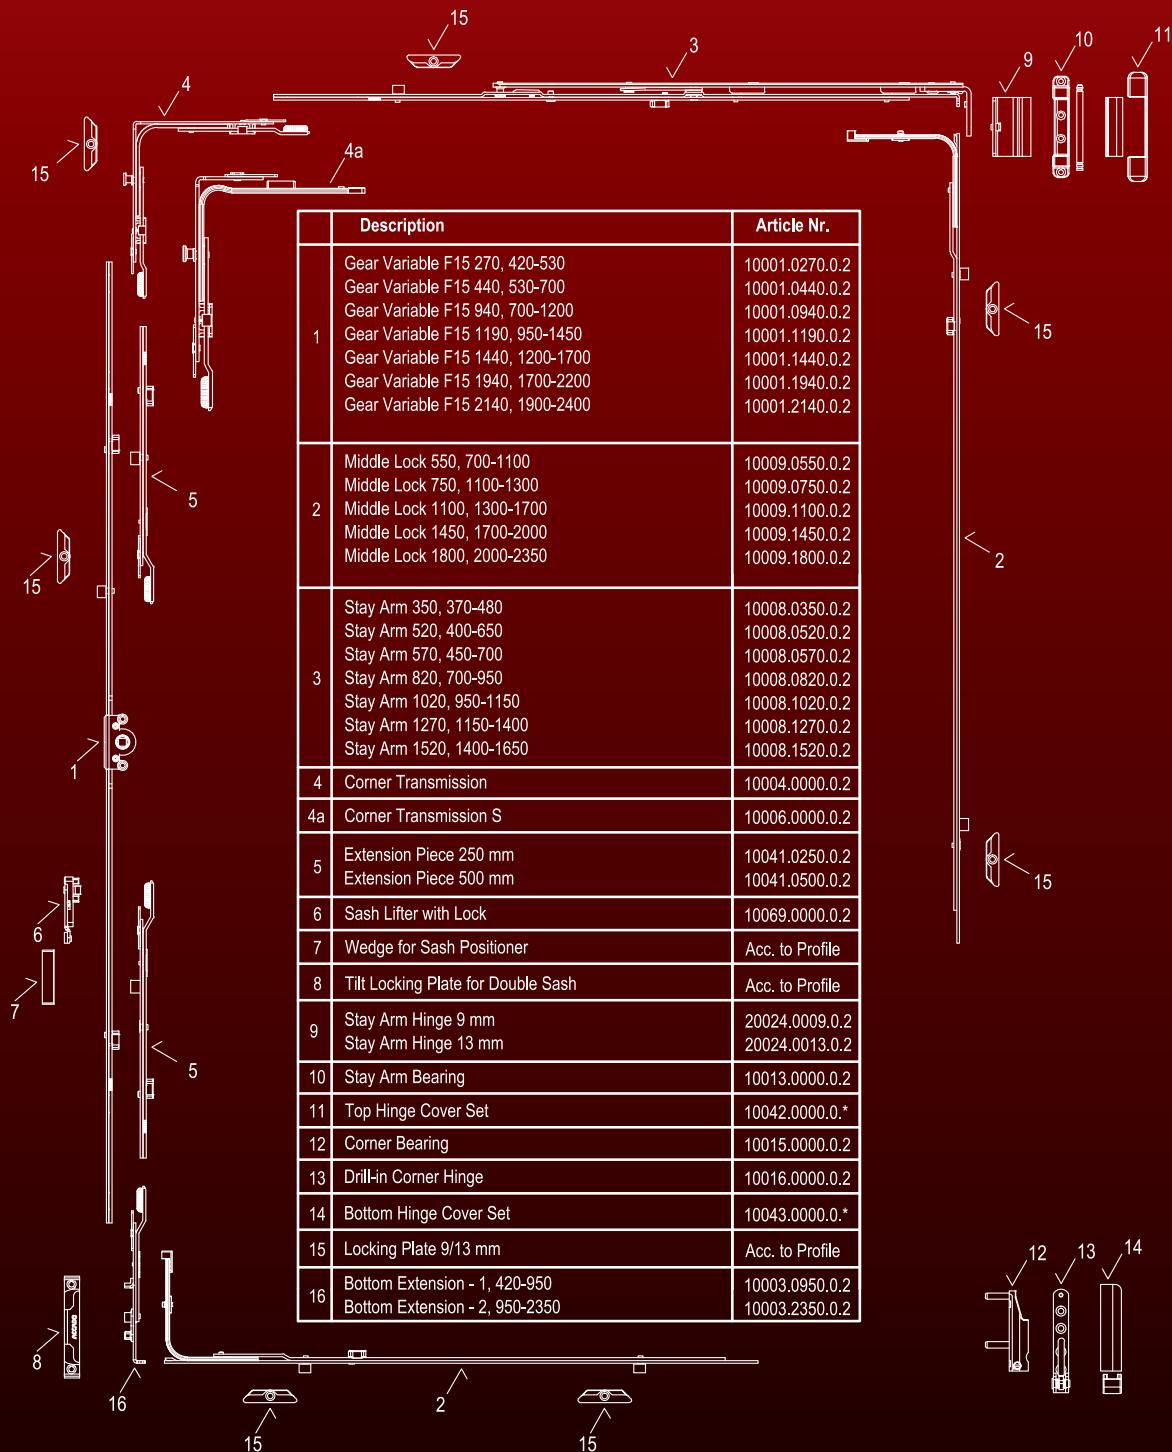 15
3
10
11
9
4
15
4a
Description Article Nr.
1
Gear Variable F15 270, 420-530 10001.0270.0.2
Gear Variable F15 440, 530-700 10001.0440.0.2
Gear Variable F15 940, 700-1200 10001.0940.0.2
Gear Variable F15 1190, 950-1450 10001.1190.0.2
Gear Variable F15 1440, 1200-1700 10001.1440.0.2
Gear Variable F15 1940, 1700-2200 10001.1940.0.2
Gear Variable F15 2140, 1900-2400 10001.2140.0.2
2
Middle Lock 550, 700-1100 10009.0550.0.2
Middle Lock 750, 1100-1300 10009.0750.0.2
Middle Lock 1100, 1300-1700 10009.1100.0.2
Middle Lock 1450, 1700-2000 10009.1450.0.2
Middle Lock 1800, 2000-2350 10009.1800.0.2
3
Stay Arm 350, 370-480 10008.0350.0.2
Stay Arm 520, 400-650 10008.0520.0.2
Stay Arm 570, 450-700 10008.0570.0.2
Stay Arm 820, 700-950 10008.0820.0.2
Stay Arm 1020, 950-1150 10008.1020.0.2
Stay Arm 1270, 1150-1400 10008.1270.0.2
Stay Arm 1520, 1400-1650 10008.1520.0.2
4 Corner Transmission 10004.0000.0.2
4a Corner Transmission S 10006.0000.0.2
5
Extension Piece 250 mm 10041.0250.0.2
Extension Piece 500 mm 10041.0500.0.2
6 Sash Lifter with Lock 10069.0000.0.2
7 Wedge for Sash Positioner Acc. to Profile
8 Tilt Locking Plate for Double Sash Acc. to Profile
9
Stay Arm Hinge 9 mm 20024.0009.0.2
Stay Arm Hinge 13 mm 20024.0013.0.2
10 Stay Arm Bearing 10013.0000.0.2
11 Top Hinge Cover Set 10042.0000.0.*
12 Corner Bearing 10015.0000.0.2
13 Drill-in Corner Hinge 10016.0000.0.2
14 Bottom Hinge Cover Set 10043.0000.0.*
15 Locking Plate 9/13 mm Acc. to Profile
16
Bottom Extension - 1, 420-950 10003.0950.0.2
Bottom Extension - 2, 950-2350 10003.2350.0.2
15
5
15
2
1
15
6
7
5
12
13
14
8
16
2
15
15